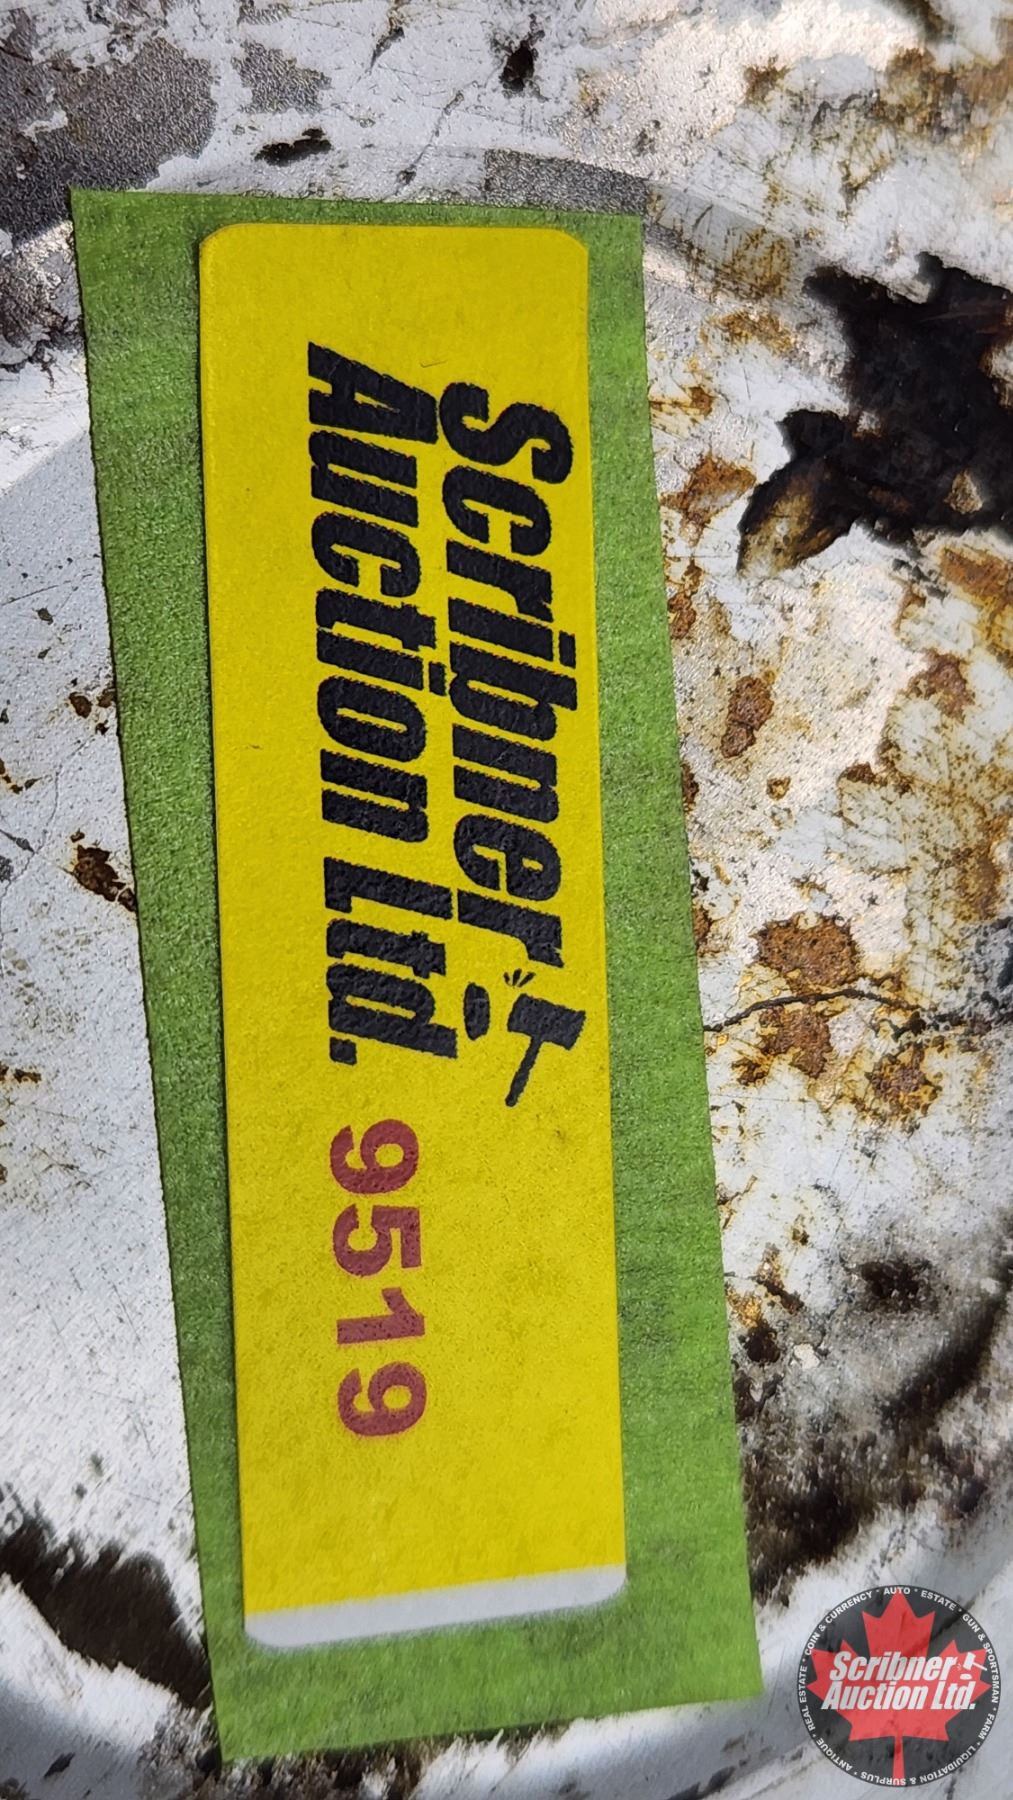 Scribner
Auction Ltd. 9519
COIN & CURRENCY · AUTO · ESTATE · GUN & SPORTSMAN · FARM · LIQUIDATION & SURPLUS · ANTIQUE · REAL ESTATE ·
Scribner
Auction Ltd.